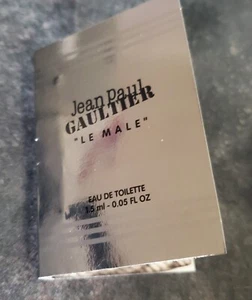 Jean Paul
GAULTIER
"LE MALE"
EAU DE TOILETTE
1.5 ml - 0.05 FL OZ